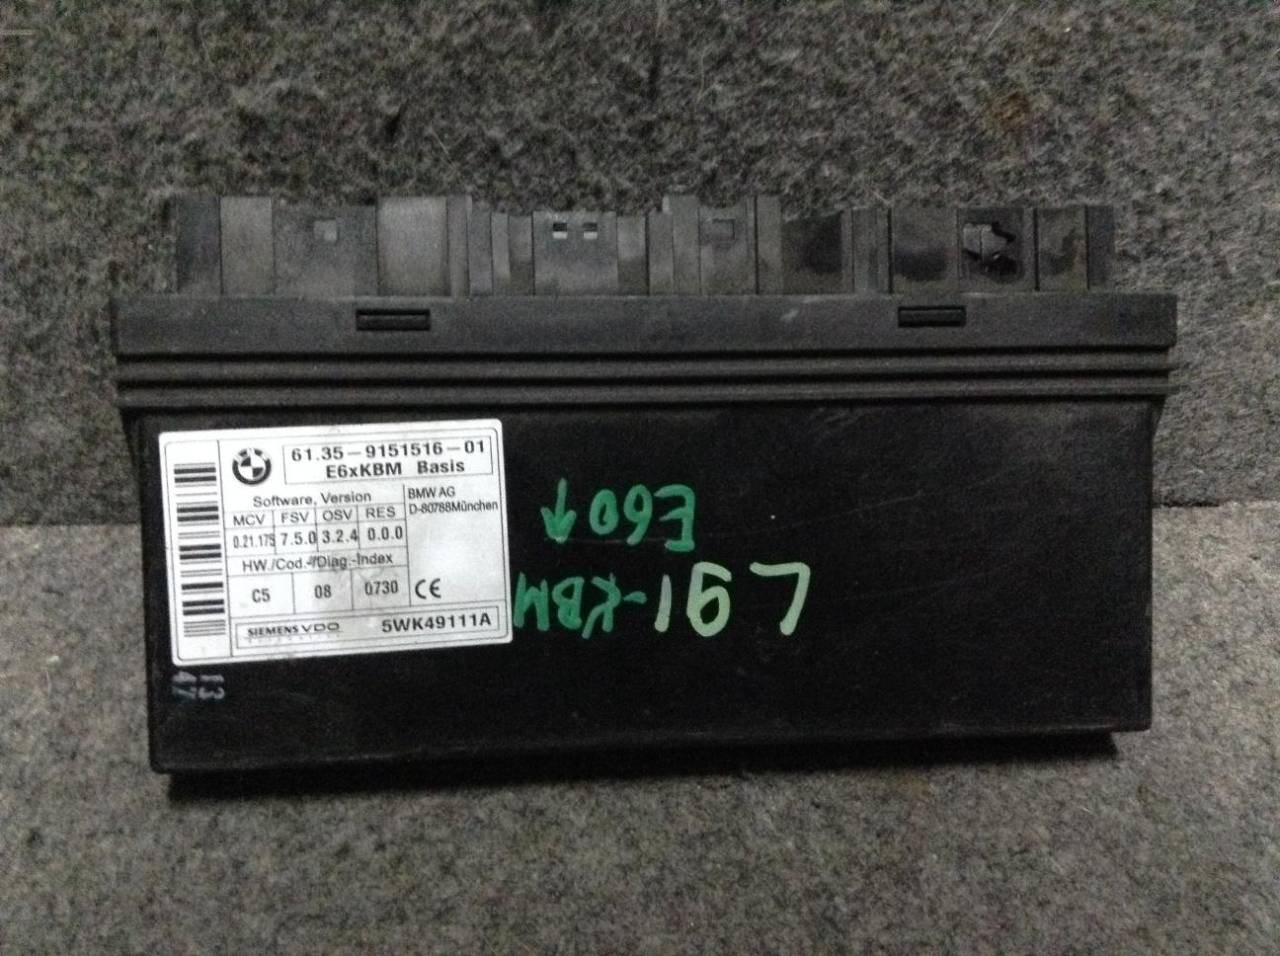 61.35-9151516-01
E6xKBM Basis
Software, Version
MCV FSV OSV RES
0.21.175 7.5.0 3.2.4 0.0.0
BMW AG
D-80788München
HW./Cod.-/Diag.-Index
C5 08 0730
CE
SIEMENS VDO
5WK49111A
L91-KBM
E60